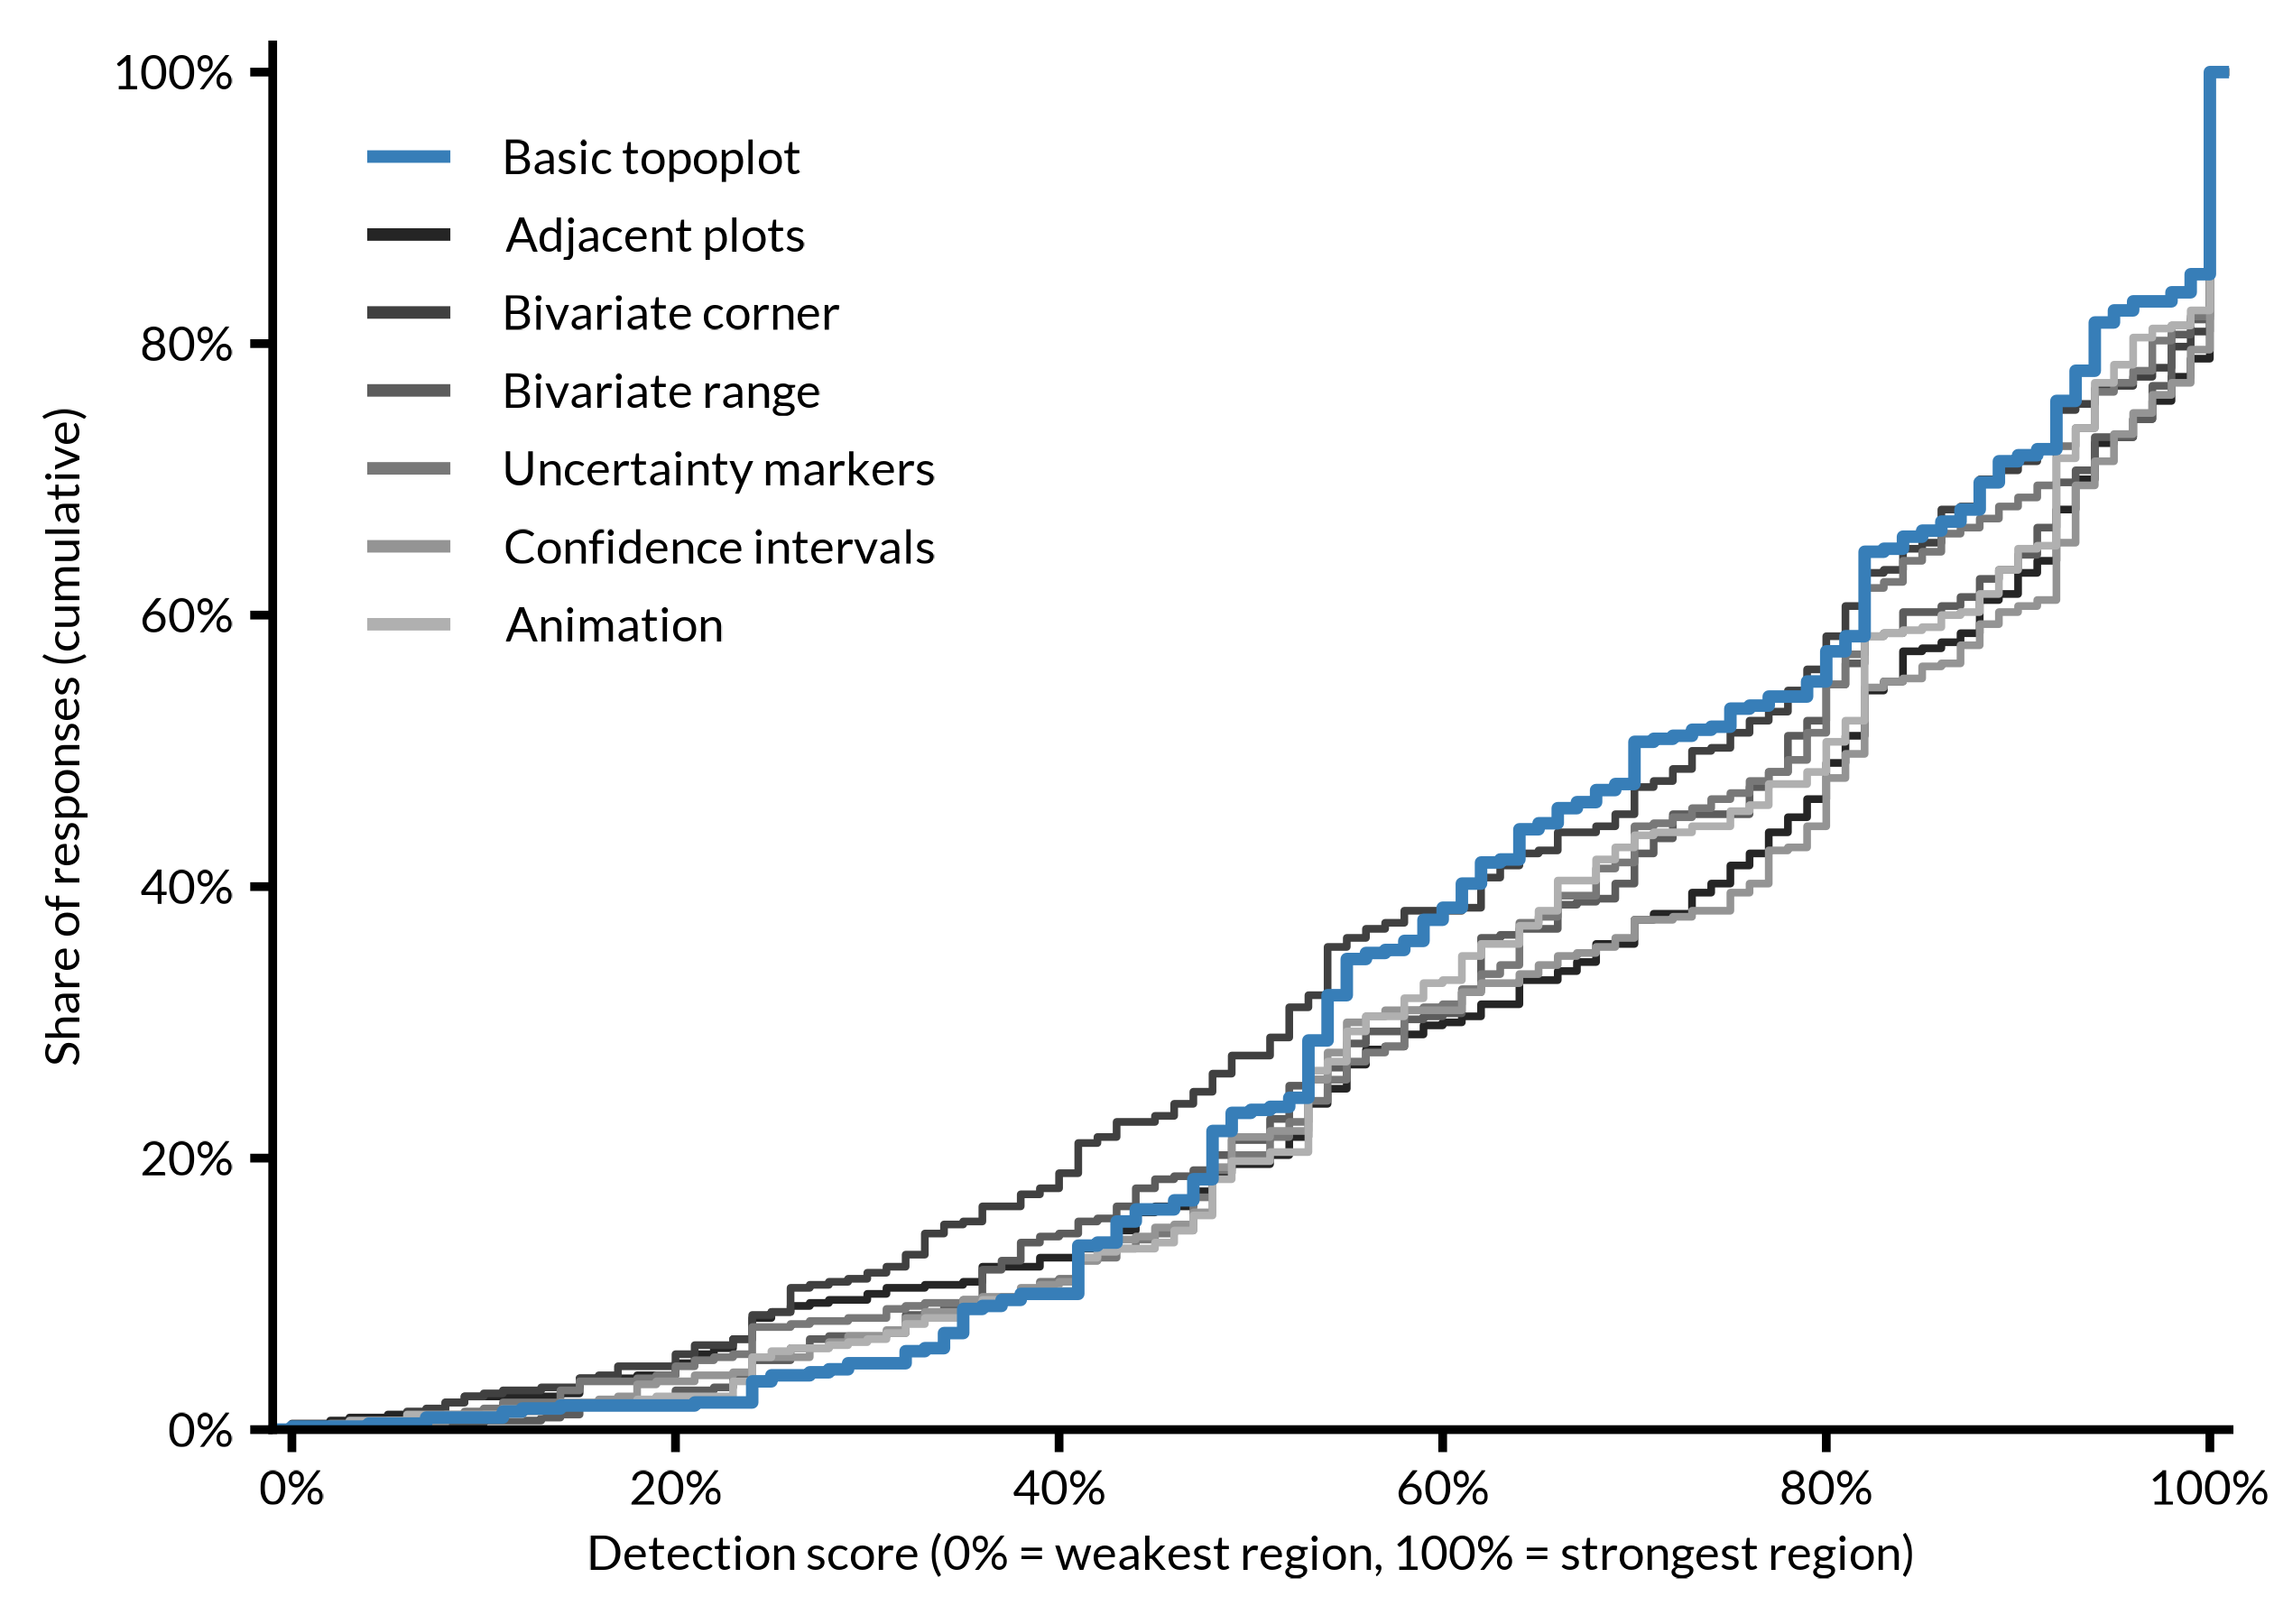 Share of responses (cumulative)
100%
80%
60%
40%
20%
0%
Basic topoplot
Adjacent plots
Bivariate corner
Bivariate range
Uncertainty markers
Confidence intervals
Animation
0% 20% 40% 60% 80% 100%
Detection score (0% = weakest region, 100% = strongest region)